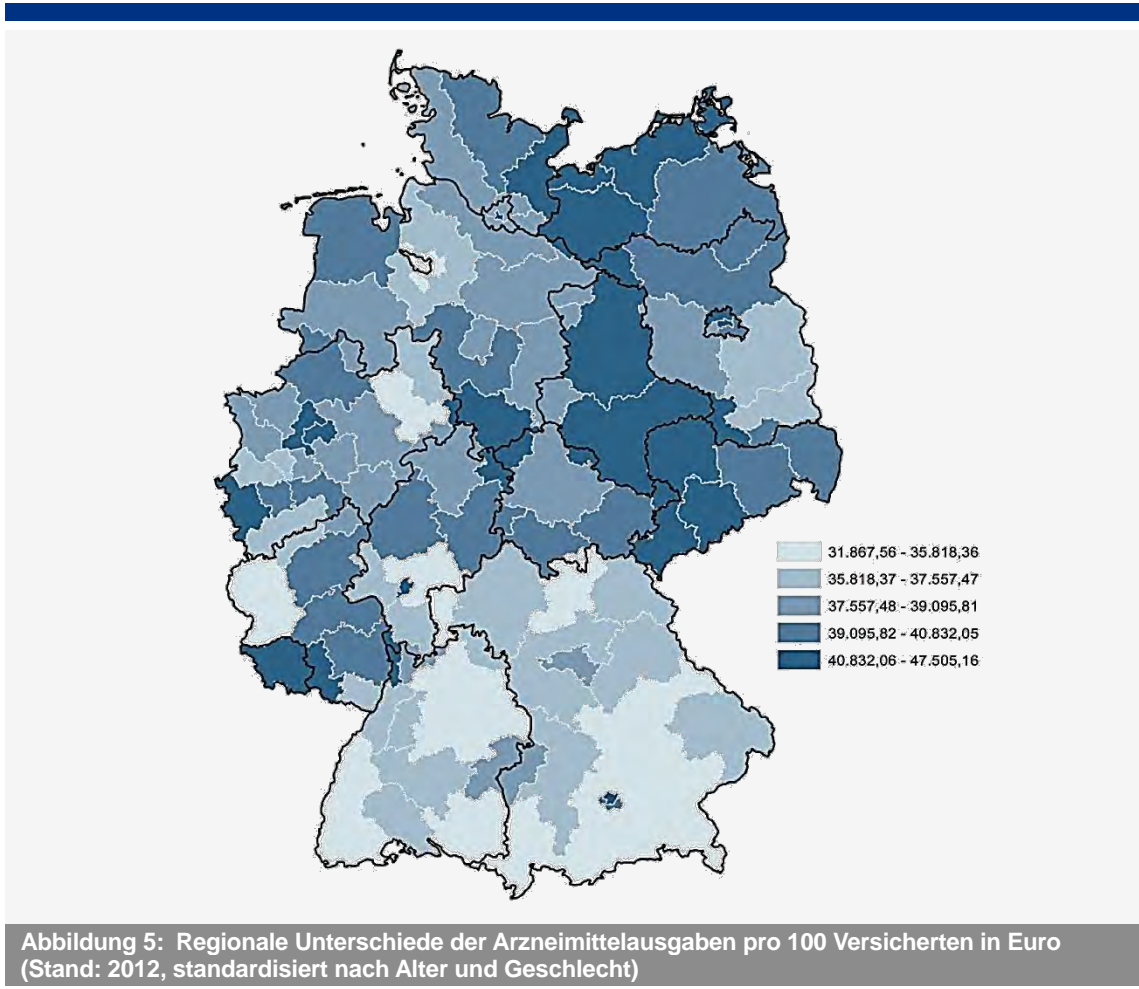 31.867,56 - 35.818,36
35.818,37 - 37.557,47
37.557,48 - 39.095,81
39.095,82 - 40.832,05
40.832,06 - 47.505,16
Abbildung 5: Regionale Unterschiede der Arzneimittelausgaben pro 100 Versicherten in Euro
(Stand: 2012, standardisiert nach Alter und Geschlecht)